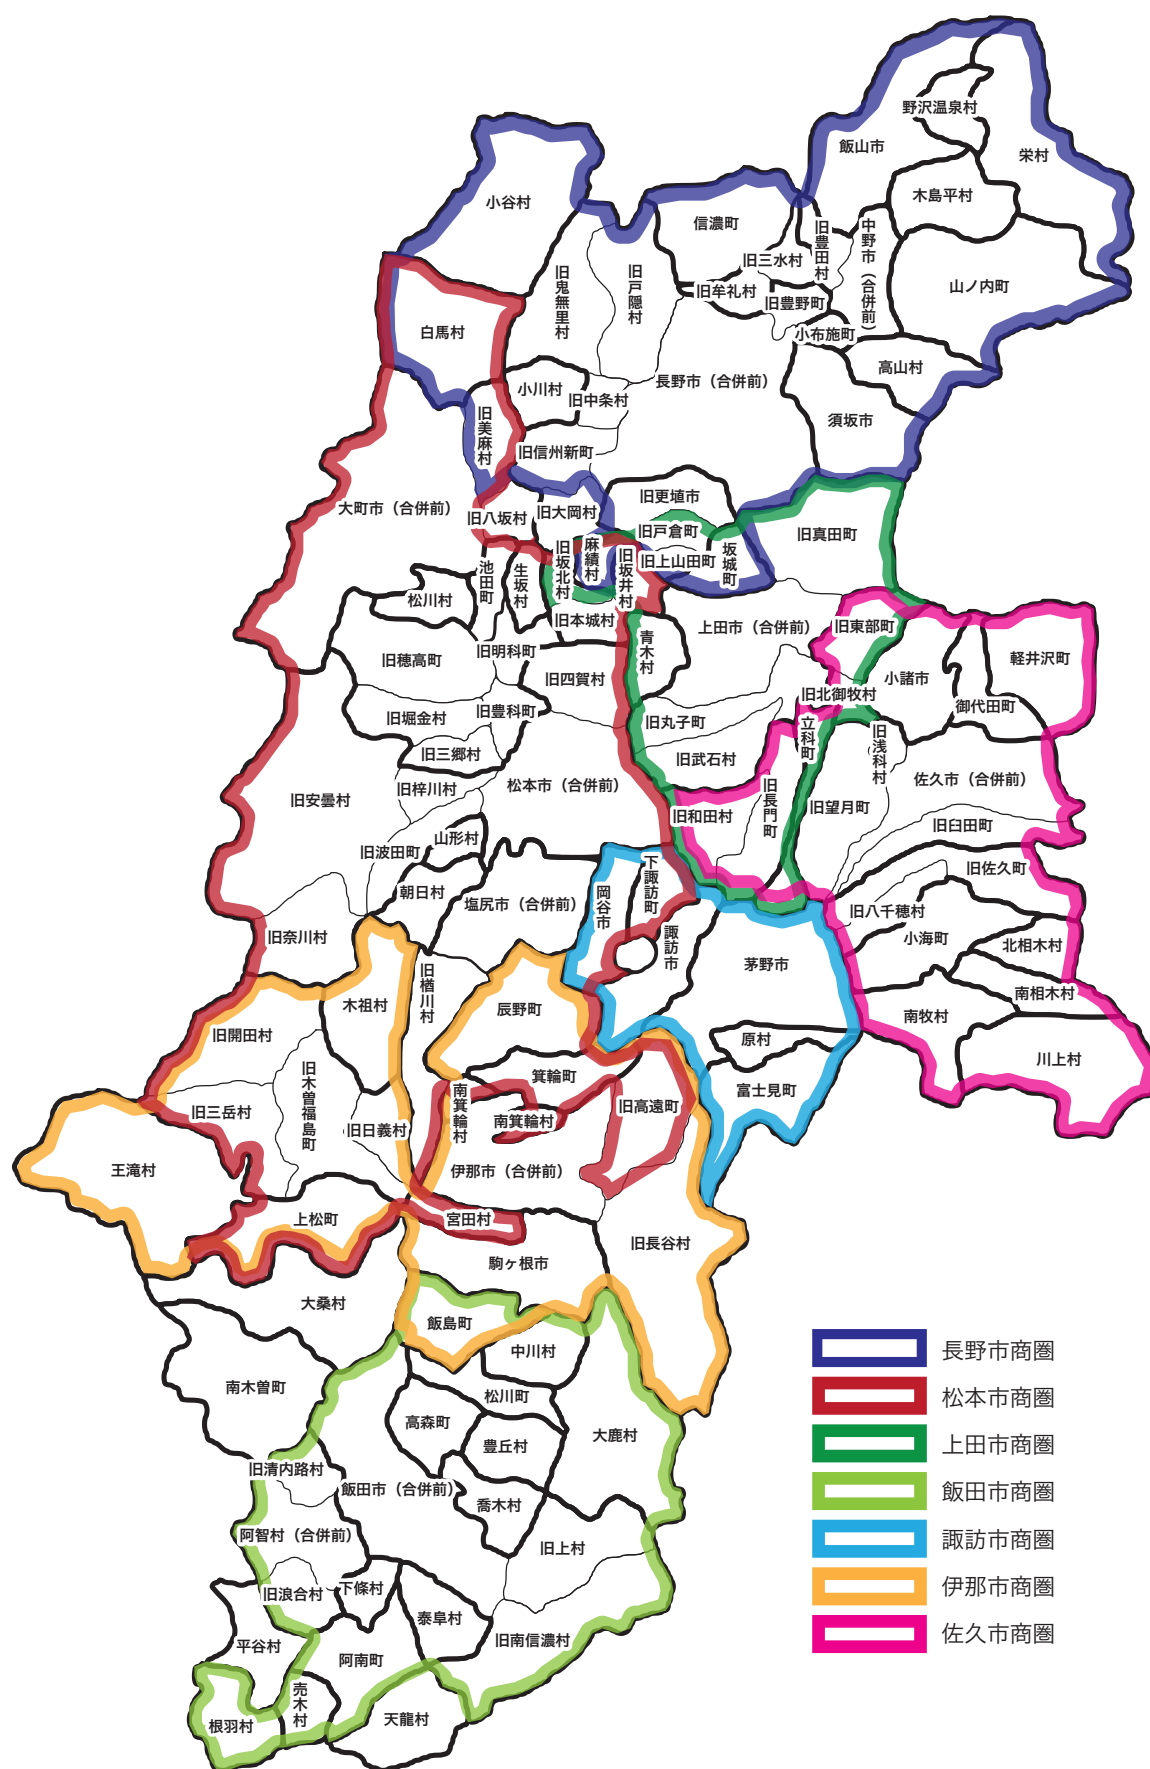 野沢温泉村
飯山市
栄村
木島平村
小谷村
信濃町
旧豊田村
中野市（合併前）
旧三水村
旧鬼無里村
旧戸隠村
旧牟礼村
旧豊野町
山ノ内町
白馬村
小布施町
高山村
長野市（合併前）
小川村
旧中条村
須坂市
旧美麻村
旧信州新町
旧更埴市
大町市（合併前）
旧八坂村
旧大岡村
旧戸倉町
旧真田町
旧坂北村
麻績村
旧坂井村
旧上山田町
坂城町
池田町
生坂村
松川村
旧本城村
青木村
上田市（合併前）
旧東部町
旧穂高町
旧明科町
旧四賀村
小諸市
軽井沢町
旧北御牧村
御代田町
旧堀金村
旧豊科町
旧丸子町
立科町
旧浅科村
旧三郷村
旧武石村
旧安曇村
旧梓川村
松本市（合併前）
旧長門町
佐久市（合併前）
旧望月町
旧和田村
旧臼田町
山形村
旧波田町
下諏訪町
旧佐久町
朝日村
塩尻市（合併前）
岡谷市
旧八千穂村
旧奈川村
諏訪市
小海町
北相木村
茅野市
旧楢川村
木祖村
辰野町
南相木村
旧開田村
原村
南牧村
川上村
箕輪町
富士見町
旧木曽福島町
旧三岳村
南箕輪村
南箕輪村
旧高遠町
旧日義村
王滝村
伊那市（合併前）
上松町
宮田村
旧長谷村
駒ヶ根市
大桑村
飯島町
中川村
南木曽町
松川町
高森町
大鹿村
豊丘村
旧清内路村
飯田市（合併前）
喬木村
阿智村（合併前）
旧上村
旧浪合村
下條村
泰阜村
平谷村
旧南信濃村
阿南町
売木村
根羽村
天龍村
長野市商圏
松本市商圏
上田市商圏
飯田市商圏
諏訪市商圏
伊那市商圏
佐久市商圏